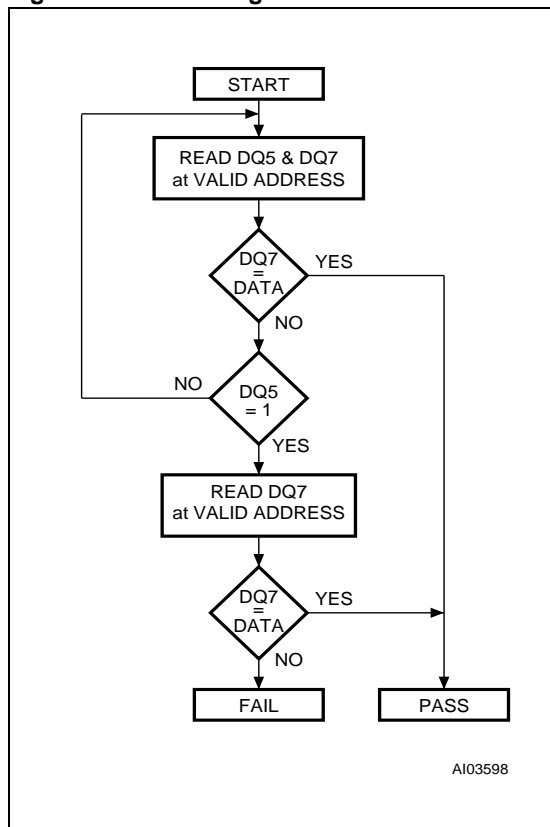 START
READ DQ5 & DQ7
at VALID ADDRESS
DQ7
=
DATA
YES
NO
NO
DQ5
= 1
YES
READ DQ7
at VALID ADDRESS
DQ7
=
DATA
YES
NO
FAIL
PASS
AI03598